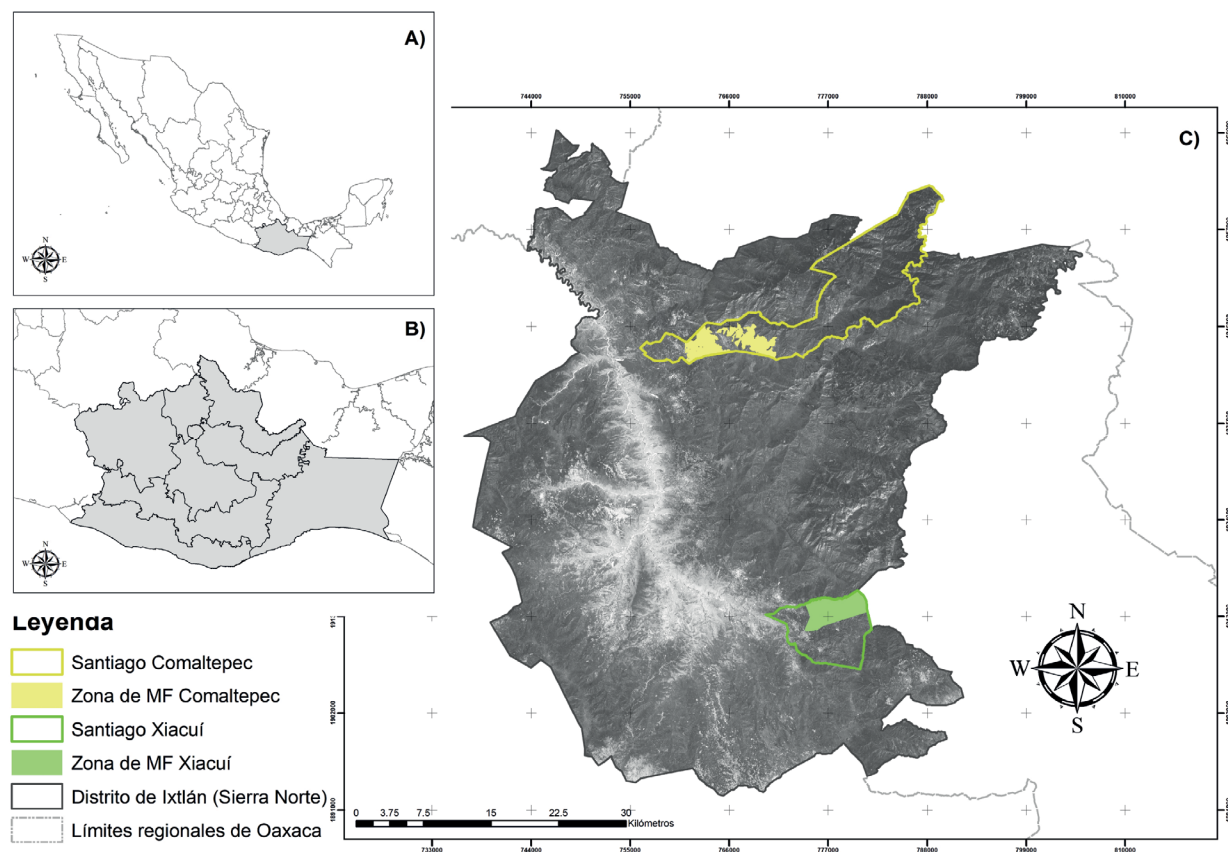 A)
N
W E
S
B)
N
W E
S
C)
744000 755000 766000 777000 788000 799000 810000
N
W E
S
Leyenda
Santiago Comaltepec
Zona de MF Comaltepec
Santiago Xiacuí
Zona de MF Xiacuí
Distrito de Ixtlán (Sierra Norte)
Límites regionales de Oaxaca
0 3.75 7.5 15 22.5 30
Kilómetros
733000 744000 755000 766000 777000 788000 799000 810000